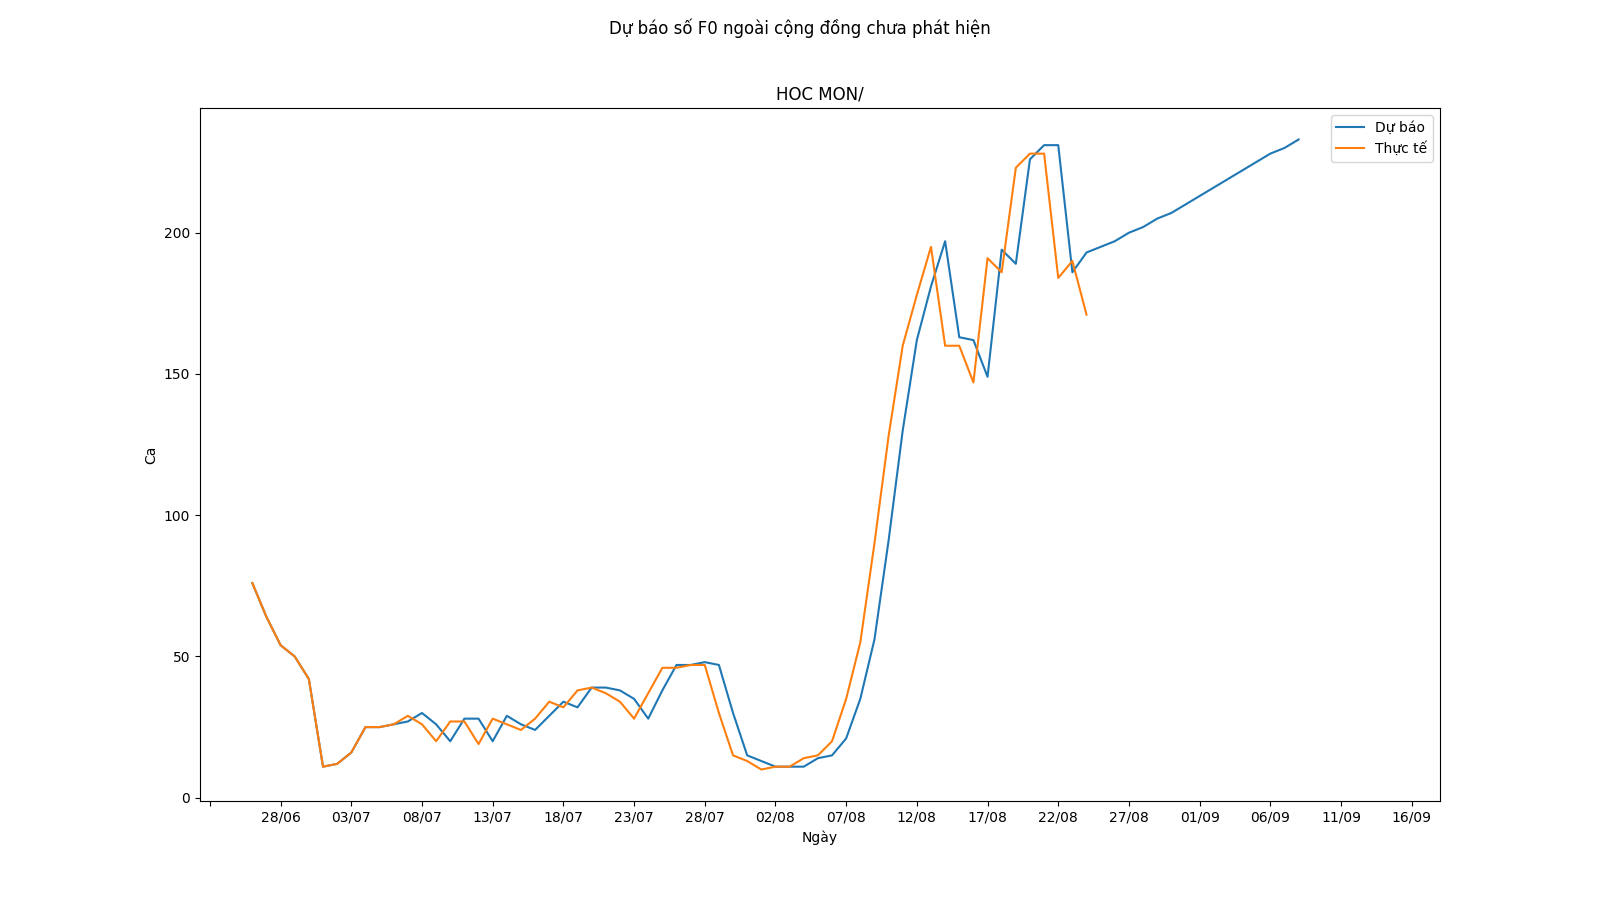 Dự báo số F0 ngoài cộng đồng chưa phát hiện
HOC MON/
Dự báo
Thực tế
Ca
200
150
100
50
0
28/06 03/07 08/07 13/07 18/07 23/07 28/07 02/08 07/08 12/08 17/08 22/08 27/08 01/09 06/09 11/09 16/09
Ngày